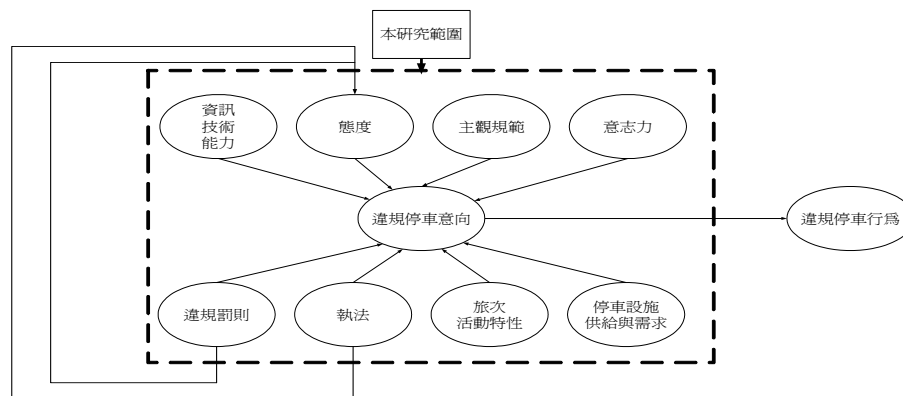 本研究範圍
資訊
技術
能力
態度
主觀規範
意志力
違規停車意向
違規停車行為
違規罰則
執法
旅次
活動特性
停車設施
供給與需求